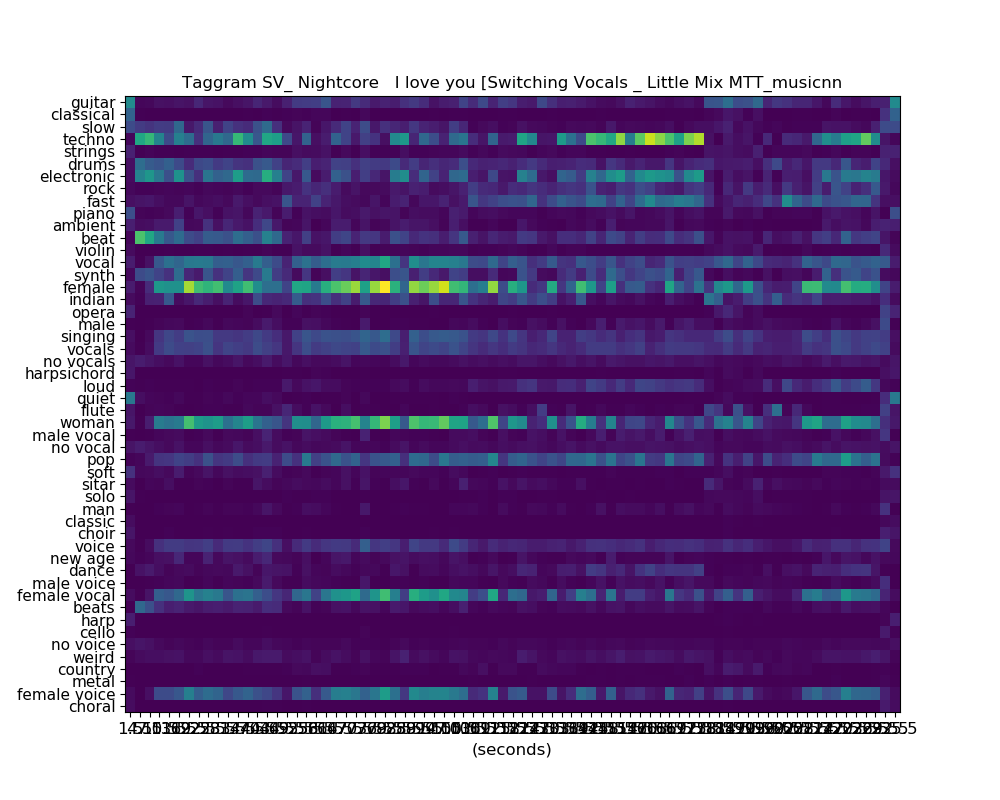 Taggram SV_ Nightcore   I love you [Switching Vocals _ Little Mix MTT_musicnn
guitar
classical
slow
techno
strings
drums
electronic
rock
fast
piano
ambient
beat
violin
vocal
synth
female
indian
opera
male
singing
vocals
no vocals
harpsichord
loud
quiet
flute
woman
male vocal
no vocal
pop
soft
sitar
solo
man
classic
choir
voice
new age
dance
male voice
female vocal
beats
harp
cello
no voice
weird
country
metal
female voice
choral
(seconds)